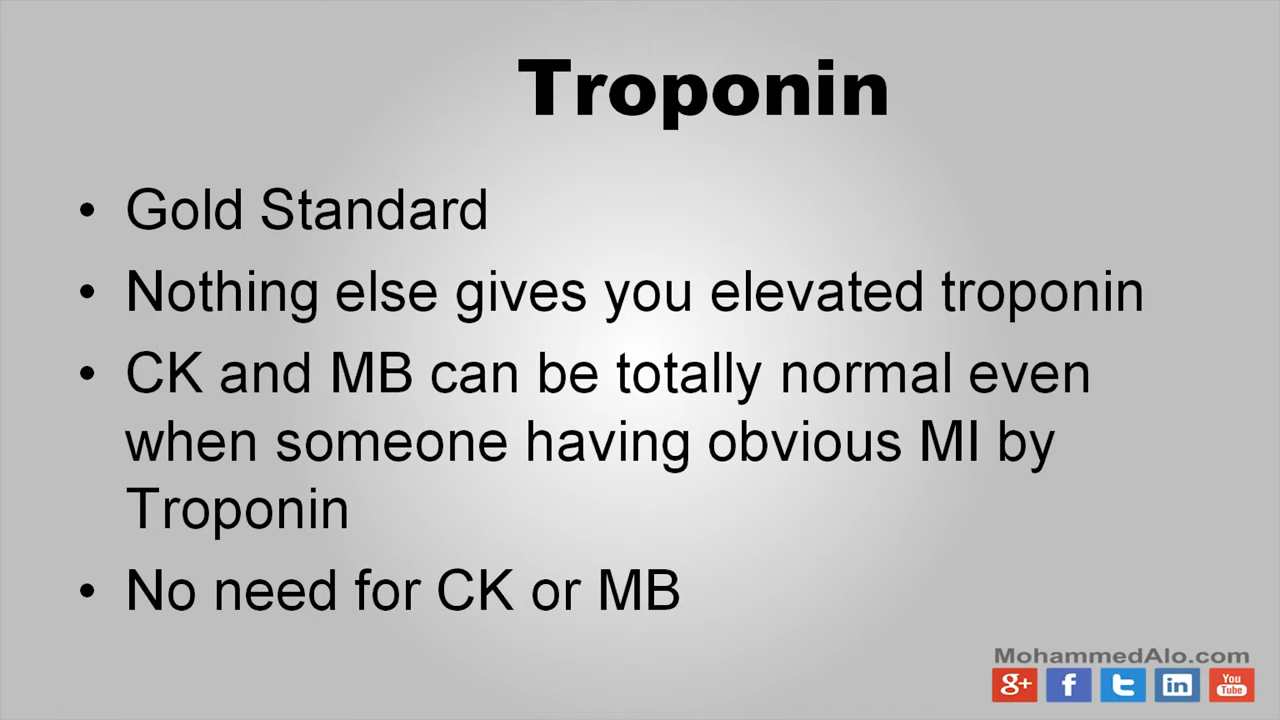 Troponin
• Gold Standard
• Nothing else gives you elevated troponin
• CK and MB can be totally normal even
when someone having obvious MI by
Troponin
• No need for CK or MB
MohammedAlo.com
g+ f t in You Tube